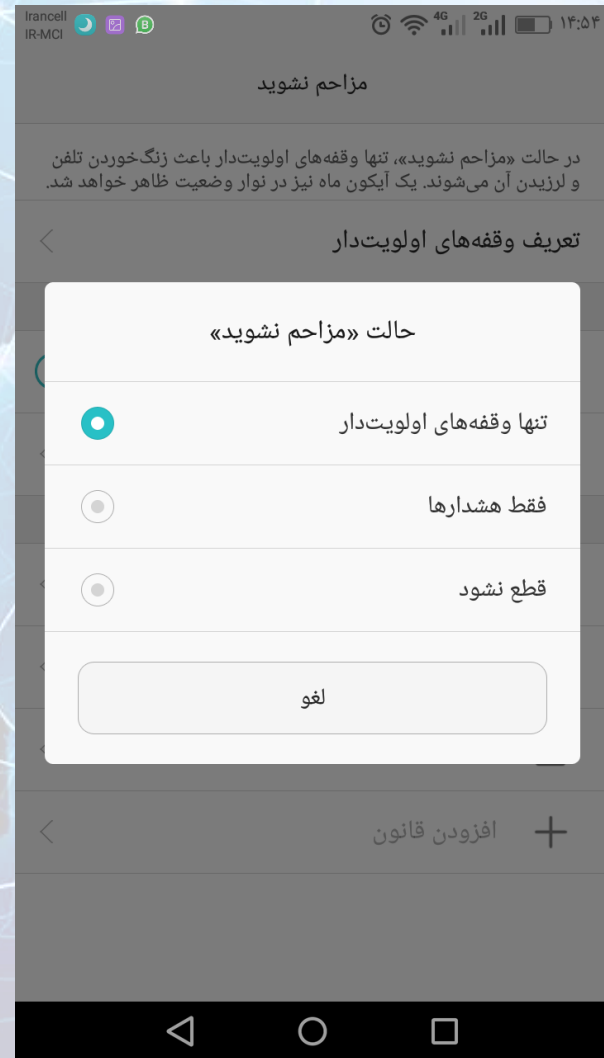 Irancell
IR-MCI
4G
2G
۱۴:۵۴
مزاحم نشوید
در حالت «مزاحم نشوید»، تنها وقفه‌های اولویت‌دار باعث زنگ‌خوردن تلفن
و لرزیدن آن می‌شوند. یک آیکون ماه نیز در نوار وضعیت ظاهر خواهد شد.
تعریف وقفه‌های اولویت‌دار
حالت «مزاحم نشوید»
تنها وقفه‌های اولویت‌دار
فقط هشدارها
قطع نشود
لغو
افزودن قانون